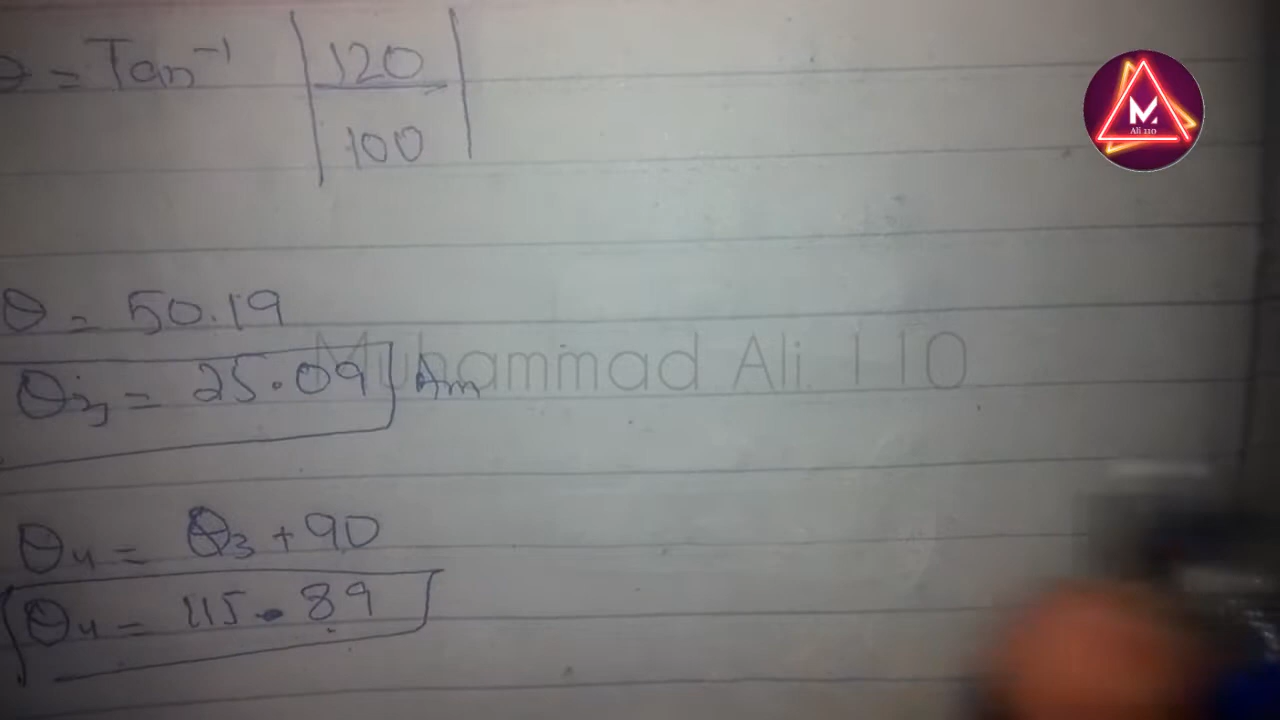 θ = Tan⁻¹ |120/100|
M.
Ali 110
θ = 50.19
Muhammad Ali 110
θ3 = 25.09 Am
θ4 = θ3 + 90
θ4 = 115.89